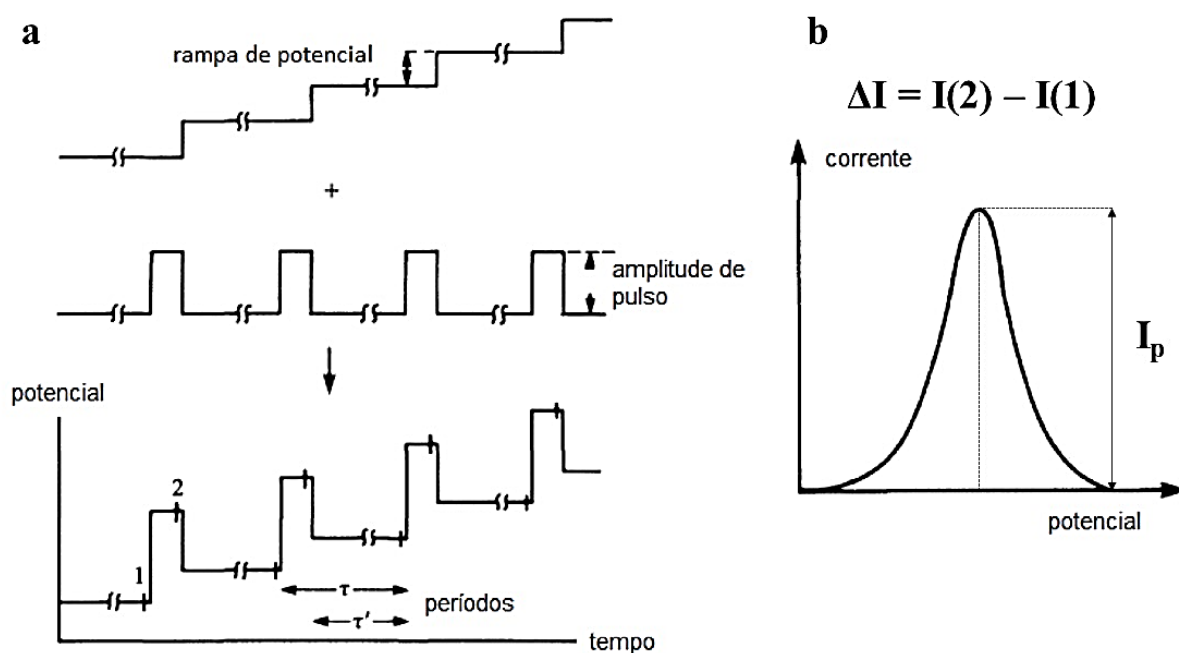 a
rampa de potencial
+
amplitude de
pulso
potencial
1
2
τ
τ'
períodos
tempo
b
ΔI = I(2) – I(1)
corrente
Iₚ
potencial